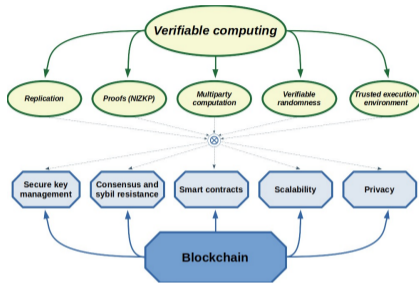 Verifiable computing
Replication
Proofs (NIZKP)
Multiparty
computation
Verifiable
randomness
Trusted execution
environment
Secure key
management
Consensus and
sybil resistance
Smart contracts
Scalability
Privacy
Blockchain